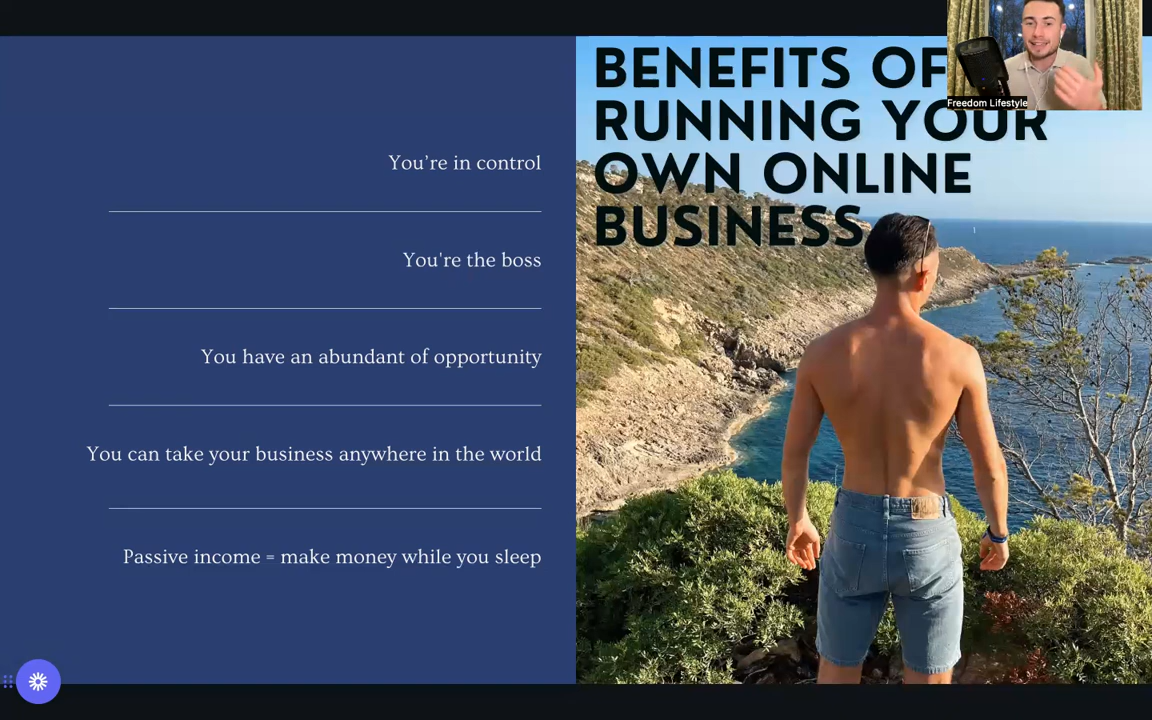 You’re in control
You're the boss
You have an abundant of opportunity
You can take your business anywhere in the world
Passive income = make money while you sleep
BENEFITS OF
RUNNING YOUR
OWN ONLINE
BUSINESS
Freedom Lifestyle